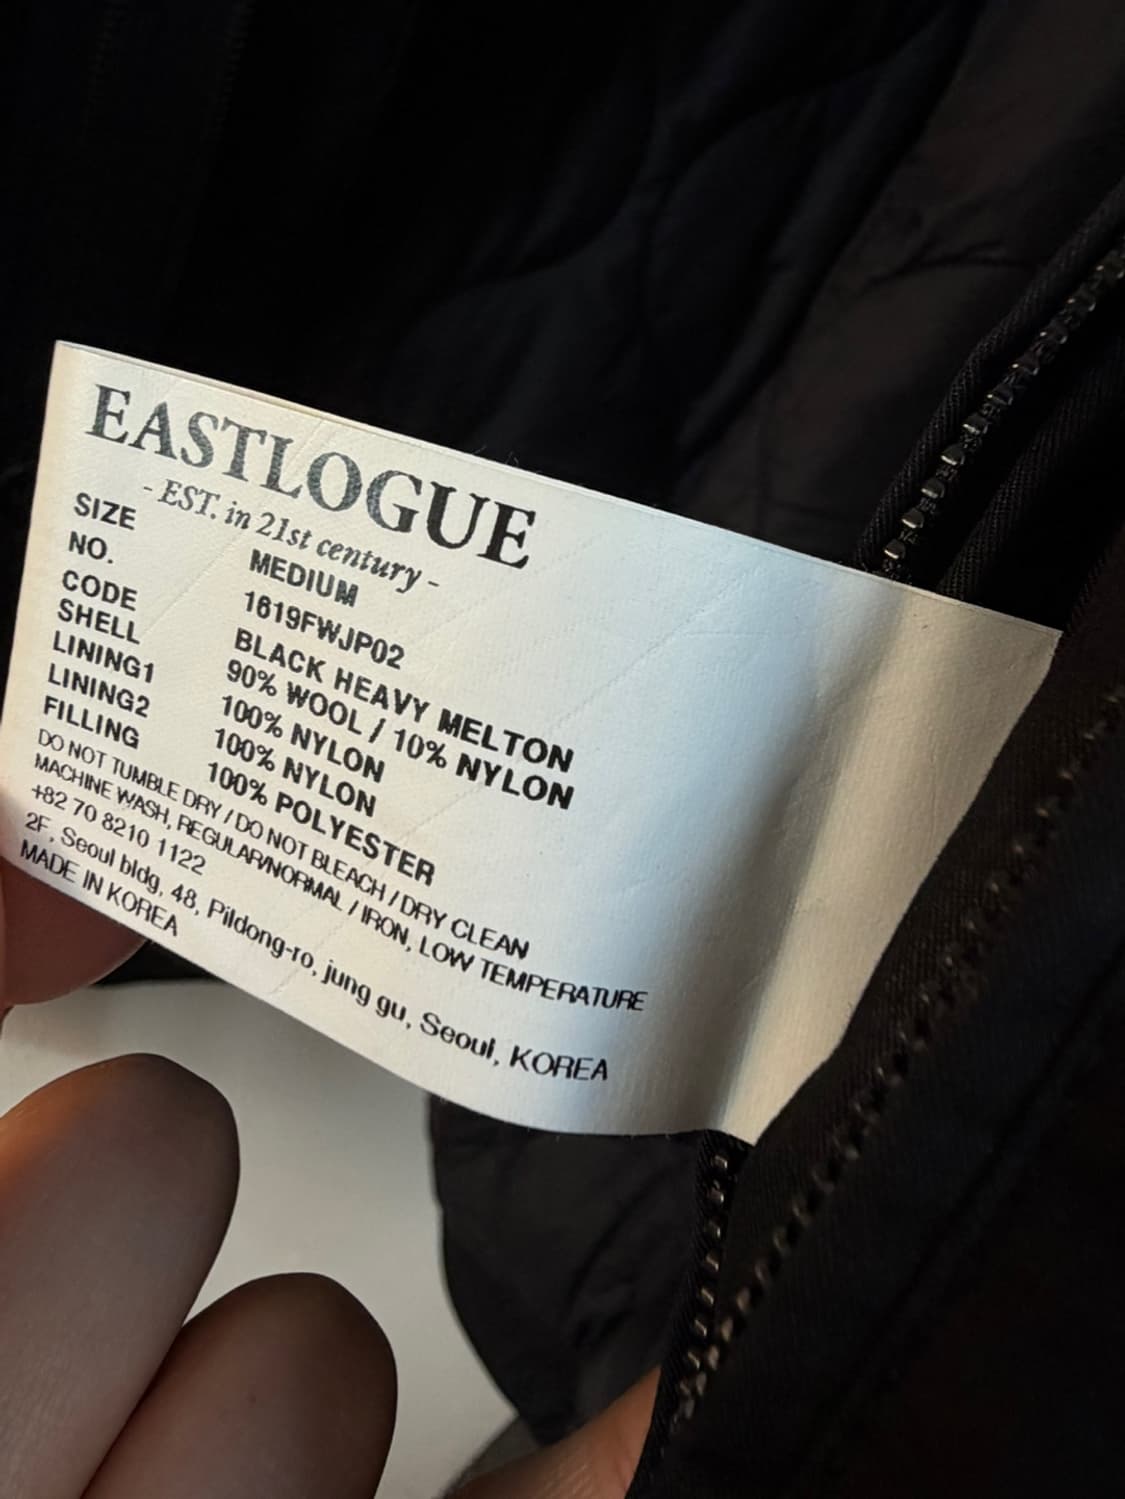 EASTLOGUE
- EST. in 21st century -
SIZE MEDIUM
NO. 1619FWJP02
CODE BLACK HEAVY MELTON
SHELL 90% WOOL / 10% NYLON
LINING1 100% NYLON
LINING2 100% NYLON
FILLING 100% POLYESTER
DO NOT TUMBLE DRY / DO NOT BLEACH / DRY CLEAN
MACHINE WASH, REGULAR/NORMAL / IRON, LOW TEMPERATURE
+82 70 8210 1122
2F, Seoul bldg, 48, Pildong-ro, jung gu, Seoul, KOREA
MADE IN KOREA